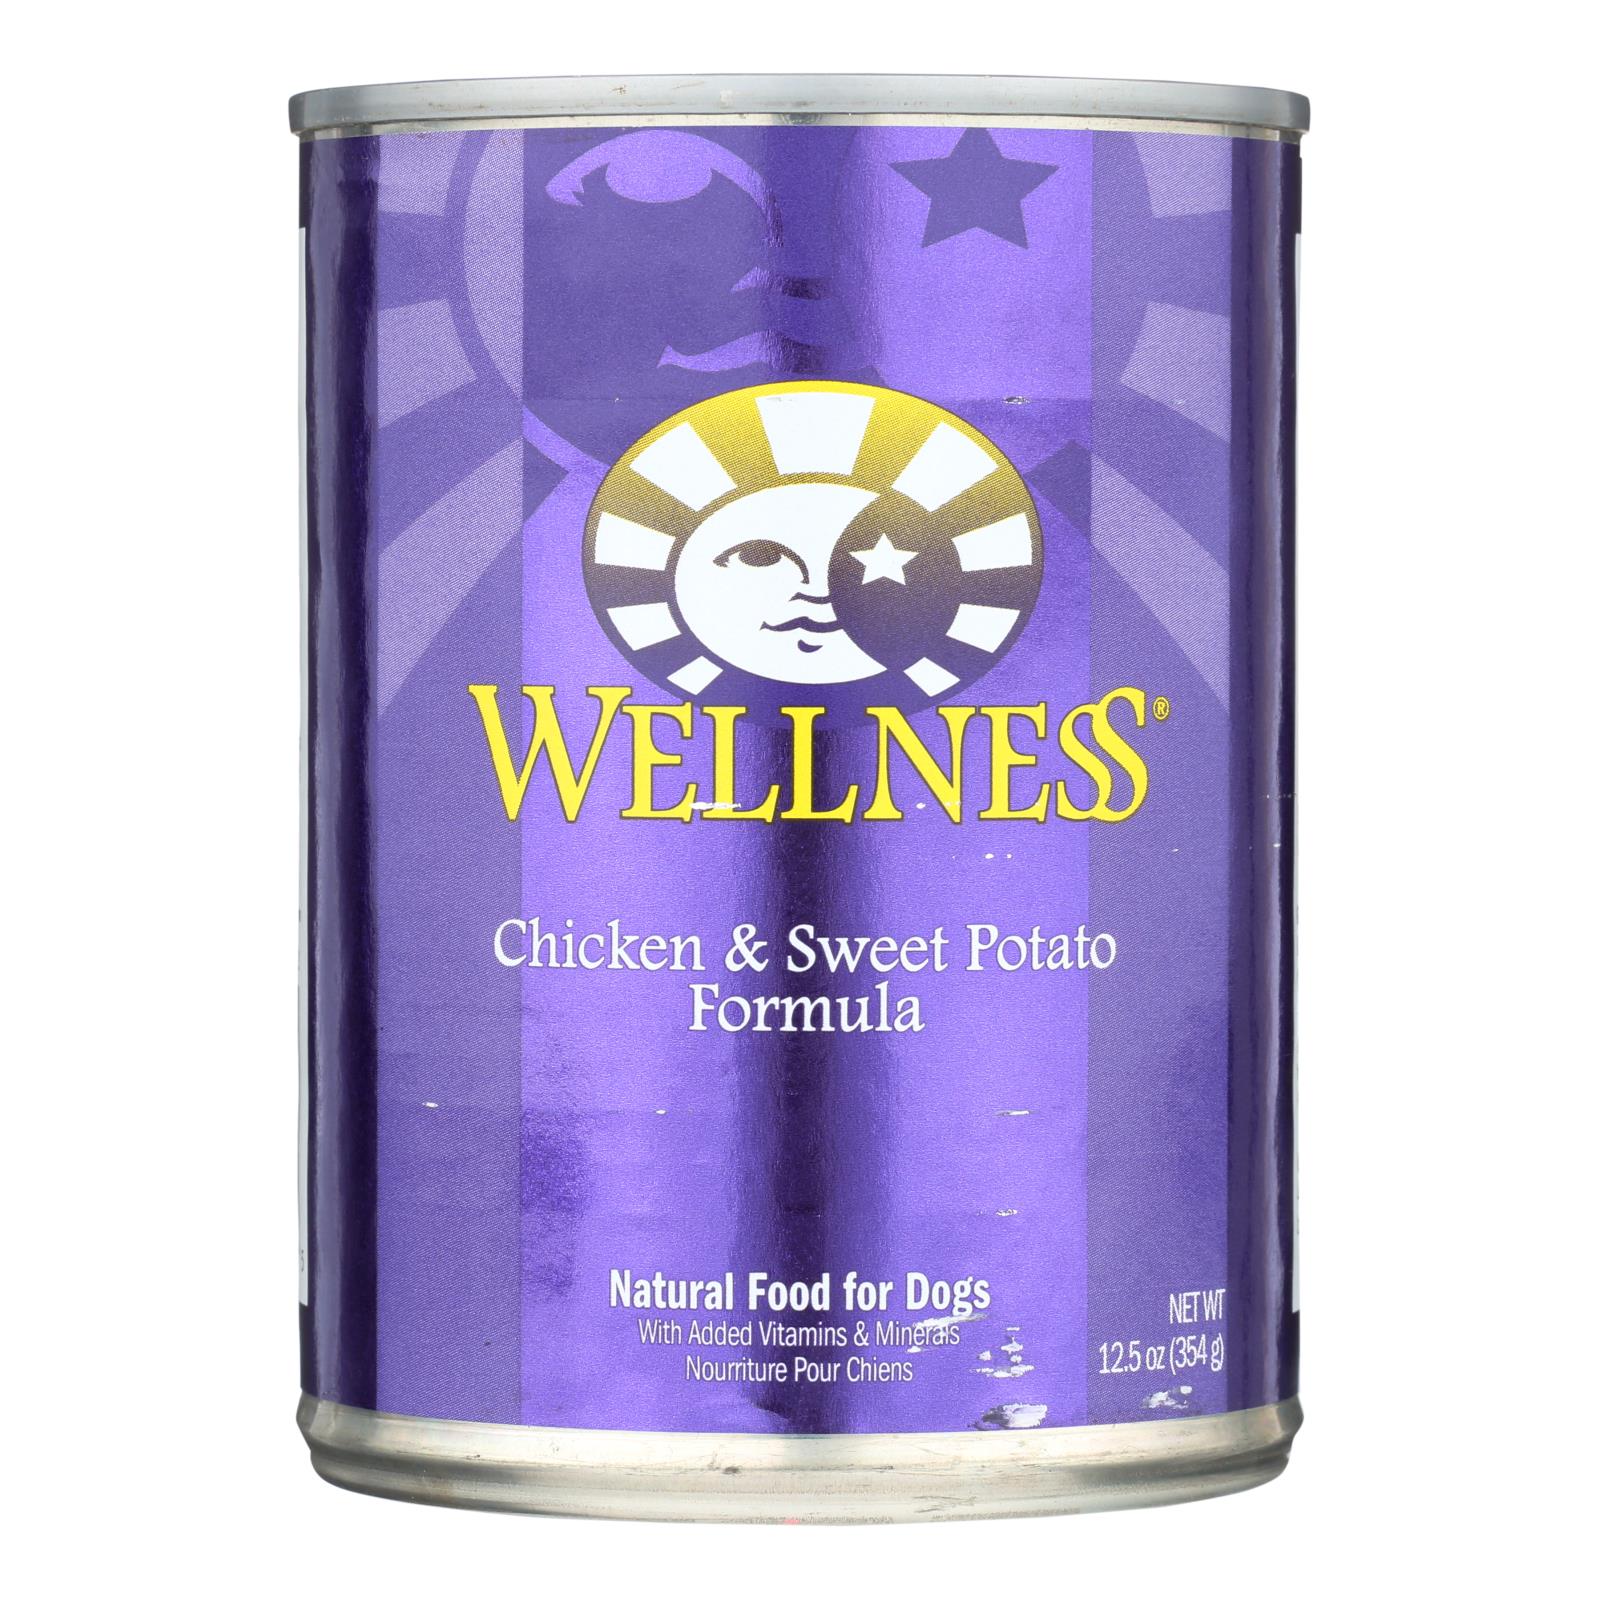 WELLNESS®
Chicken & Sweet Potato
Formula
Natural Food for Dogs
With Added Vitamins & Minerals
Nourriture Pour Chiens
NET WT
12.5 oz (354 g)
5